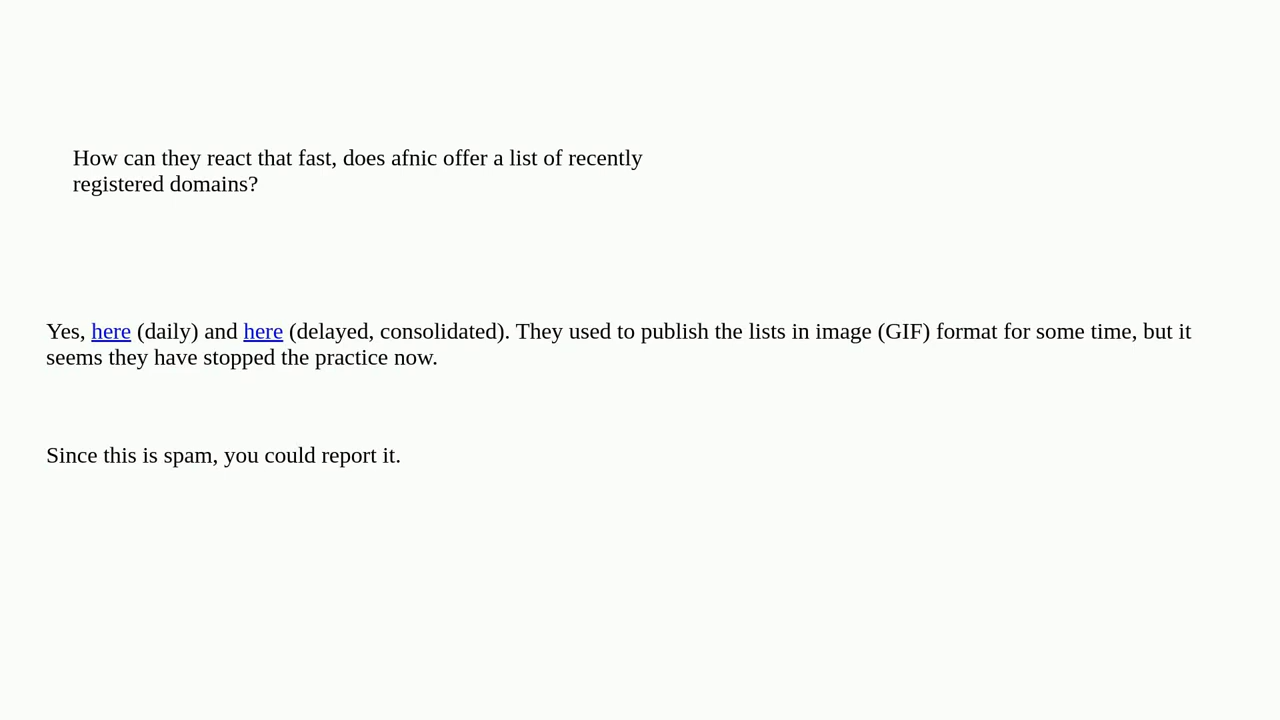 How can they react that fast, does afnic offer a list of recently
registered domains?
Yes, here (daily) and here (delayed, consolidated). They used to publish the lists in image (GIF) format for some time, but it
seems they have stopped the practice now.
Since this is spam, you could report it.